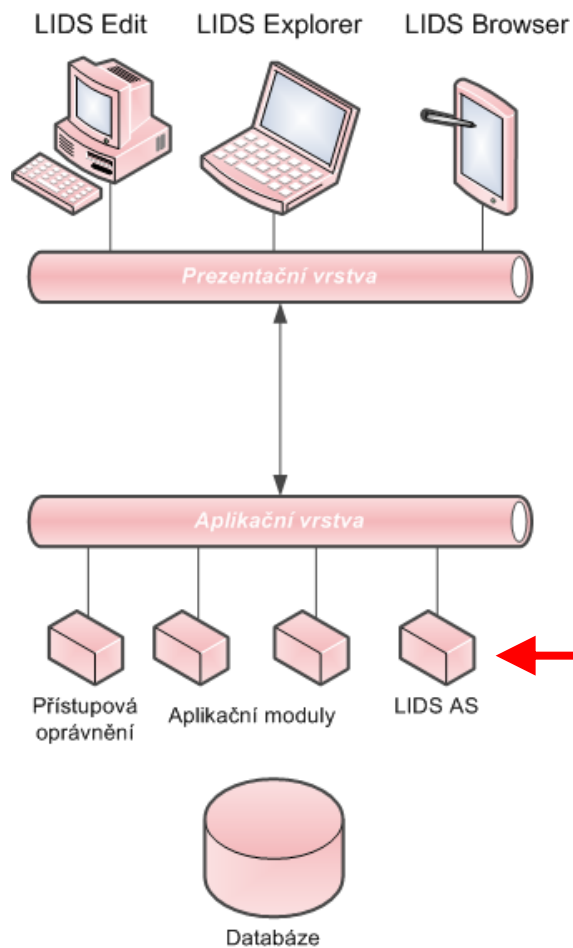 LIDS Edit LIDS Explorer LIDS Browser
Prezentační vrstva
Aplikační vrstva
Přístupová
oprávnění
Aplikační moduly
LIDS AS
Databáze